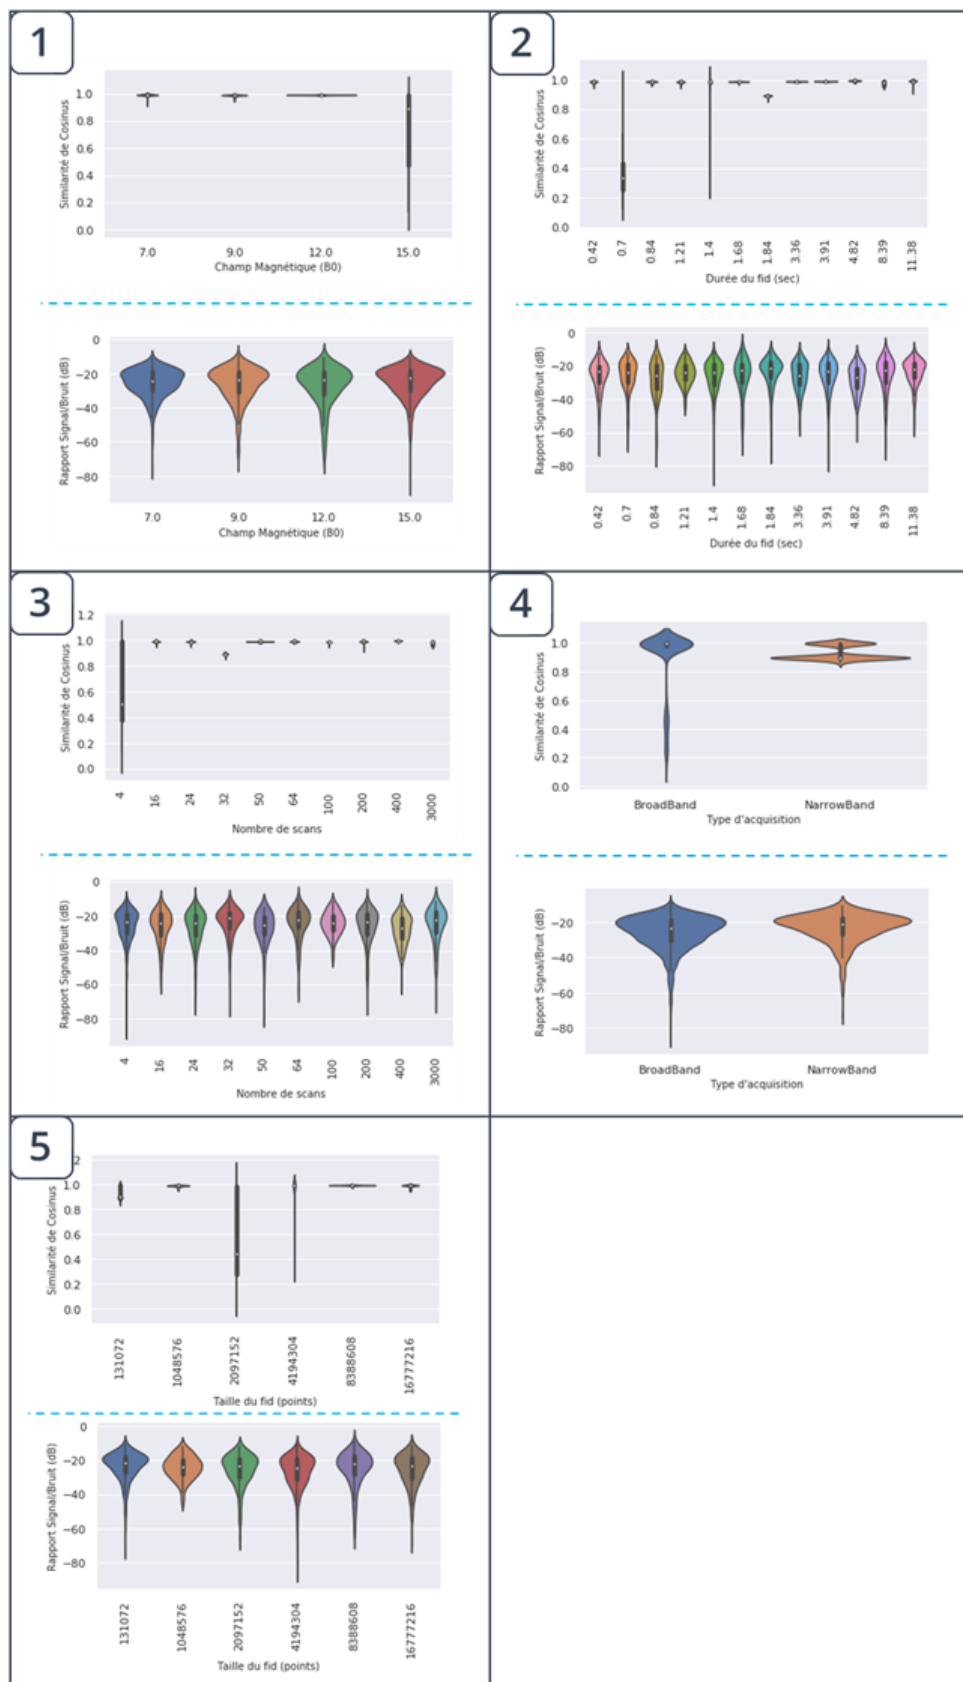 1
Similarité de Cosinus
1.0
0.8
0.6
0.4
0.2
0.0
7.0 9.0 12.0 15.0
Champ Magnétique (B0)
Rapport Signal/Bruit (dB)
0
−20
−40
−60
−80
7.0 9.0 12.0 15.0
Champ Magnétique (B0)
2
Similarité de Cosinus
1.0
0.8
0.6
0.4
0.2
0.0
0.42 0.7 0.84 1.21 1.4 1.68 1.84 3.36 3.91 4.82 8.39 11.38
Durée du fid (sec)
Rapport Signal/Bruit (dB)
0
−20
−40
−60
−80
0.42 0.7 0.84 1.21 1.4 1.68 1.84 3.36 3.91 4.82 8.39 11.38
Durée du fid (sec)
3
Similarité de Cosinus
1.2
1.0
0.8
0.6
0.4
0.2
0.0
4 16 24 32 50 64 100 200 400 3000
Nombre de scans
Rapport Signal/Bruit (dB)
0
−20
−40
−60
−80
4 16 24 32 50 64 100 200 400 3000
Nombre de scans
4
Similarité de Cosinus
1.0
0.8
0.6
0.4
0.2
0.0
BroadBand NarrowBand
Type d'acquisition
Rapport Signal/Bruit (dB)
−20
−40
−60
−80
BroadBand NarrowBand
Type d'acquisition
5
Similarité de Cosinus
2
1.0
0.8
0.6
0.4
0.2
0.0
131072 1048576 2097152 4194304 8388608 16777216
Taille du fid (points)
Rapport Signal/Bruit (dB)
0
−20
−40
−60
−80
131072 1048576 2097152 4194304 8388608 16777216
Taille du fid (points)